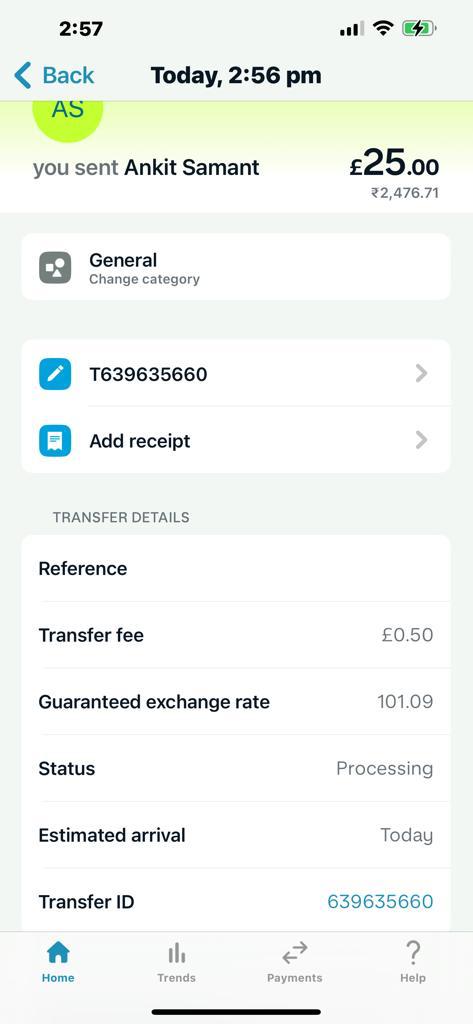 2:57
Back
Today, 2:56 pm
AS
you sent Ankit Samant
£25.00
₹2,476.71
General
Change category
T639635660
Add receipt
TRANSFER DETAILS
Reference
Transfer fee £0.50
Guaranteed exchange rate 101.09
Status Processing
Estimated arrival Today
Transfer ID 639635660
Home Trends Payments Help